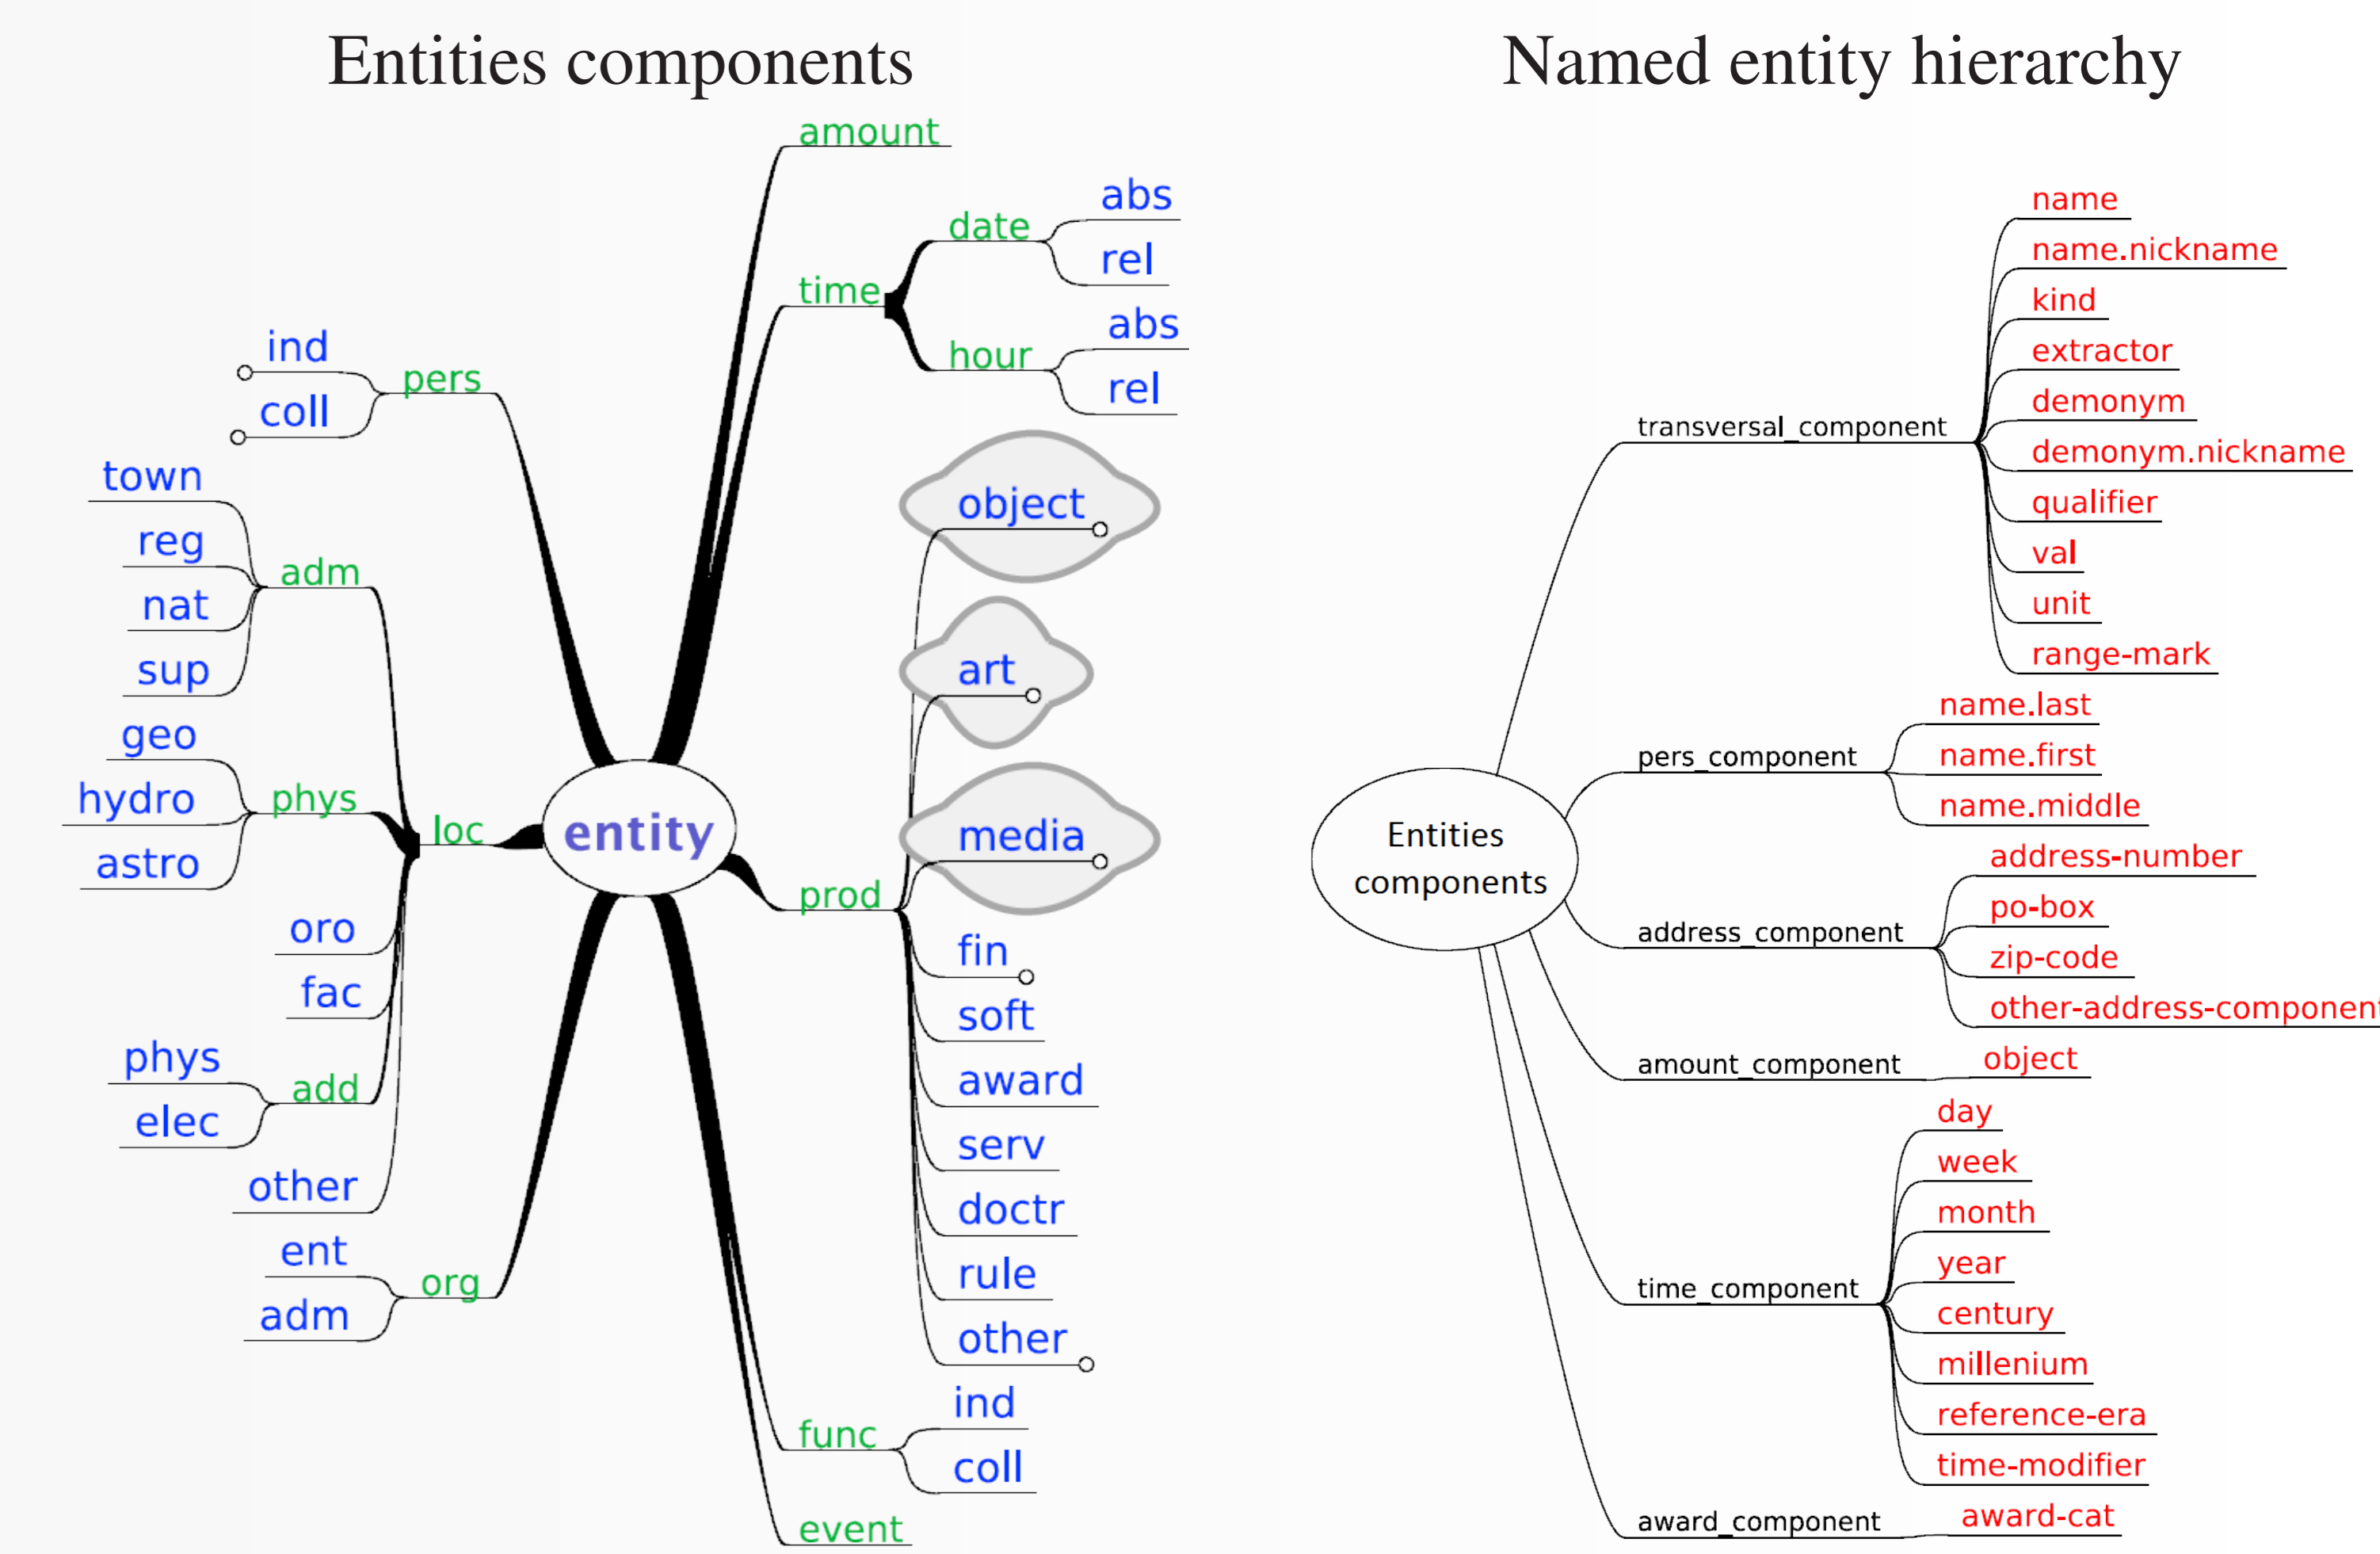 Entities components
amount
time
date
abs
rel
hour
abs
rel
pers
ind
coll
loc
adm
town
reg
nat
sup
phys
geo
hydro
astro
oro
fac
add
phys
elec
other
org
ent
adm
entity
prod
object
art
media
fin
soft
award
serv
doctr
rule
other
func
ind
coll
event
Named entity hierarchy
Entities
components
transversal_component
name
name.nickname
kind
extractor
demonym
demonym.nickname
qualifier
val
unit
range-mark
pers_component
name.last
name.first
name.middle
address_component
address-number
po-box
zip-code
other-address-component
amount_component
object
time_component
day
week
month
year
century
millenium
reference-era
time-modifier
award_component
award-cat